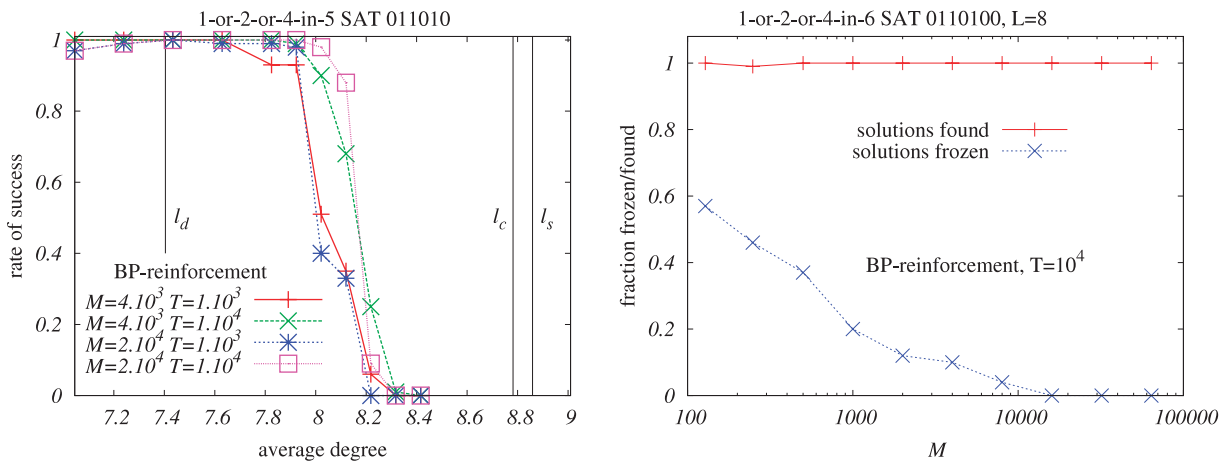 1-or-2-or-4-in-5 SAT 011010
1
0.8
0.6
0.4
0.2
0
rate of success
l_d
l_c
l_s
BP-reinforcement
M=4.10^3 T=1.10^3
M=4.10^3 T=1.10^4
M=2.10^4 T=1.10^3
M=2.10^4 T=1.10^4
7.2 7.4 7.6 7.8 8 8.2 8.4 8.6 8.8 9
average degree
1-or-2-or-4-in-6 SAT 0110100, L=8
1
0.8
0.6
0.4
0.2
0
fraction frozen/found
solutions found
solutions frozen
BP-reinforcement, T=10^4
100 1000 10000 100000
M